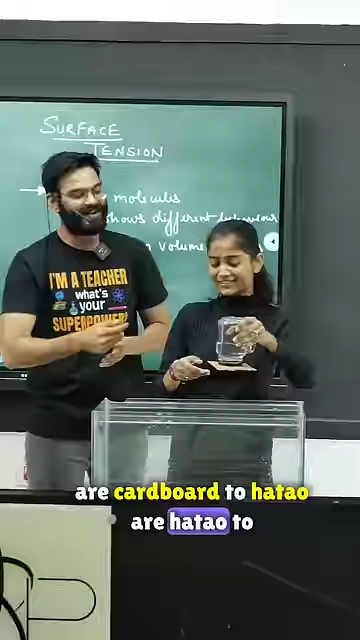 SURFACE
TENSION
molecules
shows different behaviour
volume
I'M A TEACHER
what's
your
SUPERPOWER?
are cardboard to hatao
are hatao to